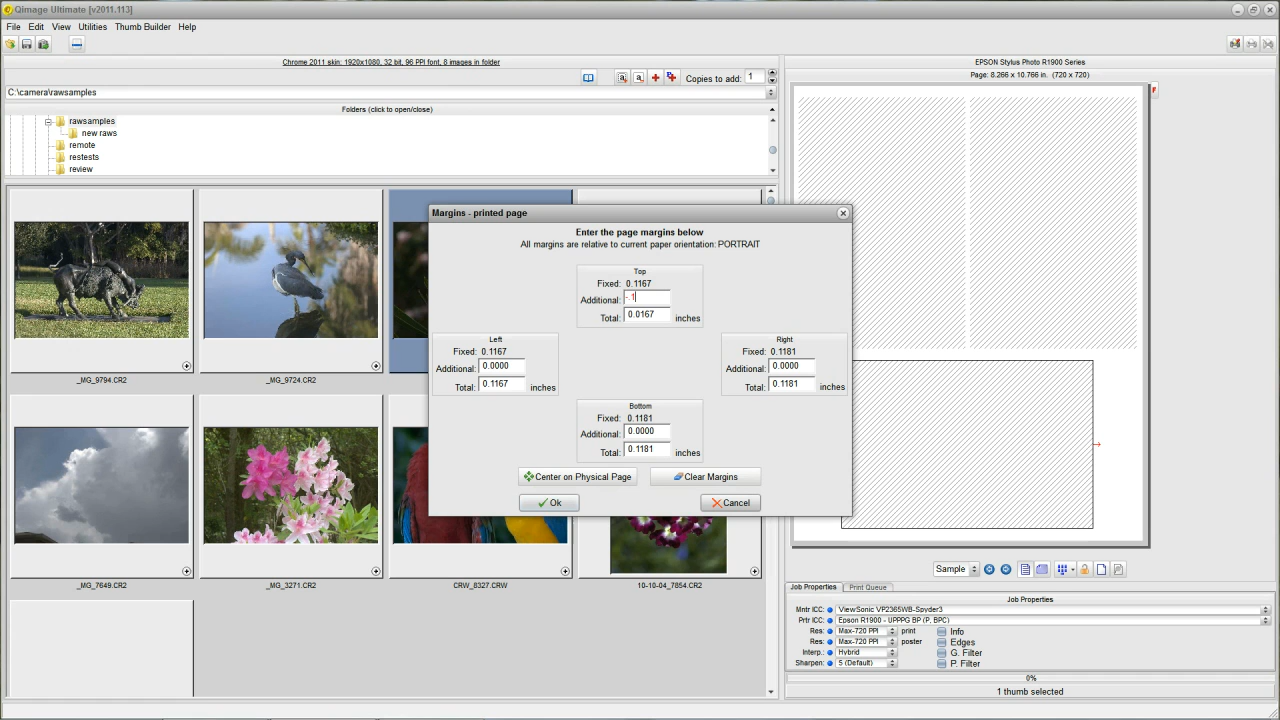 Qimage Ultimate [v2011.113]
File Edit View Utilities Thumb Builder Help
Chrome 2011 skin: 1920x1080, 32 bit, 96 PPI font, 6 images in folder
Copies to add: 1
C:\camera\rawsamples
Folders (click to open/close)
rawsamples
new raws
remote
restests
review
_MG_9794.CR2
_MG_9724.CR2
_MG_7649.CR2
_MG_3271.CR2
CRW_8327.CRW
10-10-04_7854.CR2
Margins - printed page
Enter the page margins below
All margins are relative to current paper orientation: PORTRAIT
Top
Fixed: 0.1167
Additional: -.1
Total: 0.0167 inches
Left
Fixed: 0.1167
Additional: 0.0000
Total: 0.1167 inches
Right
Fixed: 0.1181
Additional: 0.0000
Total: 0.1181 inches
Bottom
Fixed: 0.1181
Additional: 0.0000
Total: 0.1181 inches
Center on Physical Page
Clear Margins
Ok
Cancel
EPSON Stylus Photo R1900 Series
Page: 8.266 x 10.766 in. (720 x 720)
F
Sample
Job Properties Print Queue
Job Properties
Mntr ICC: ViewSonic VP2365WB-Spyder3
Prtr ICC: Epson R1900 - UPPPG BP (P, BPC)
Res: Max-720 PPI print Info
Res: Max-720 PPI poster Edges
Interp.: Hybrid G. Filter
Sharpen: 5 (Default) P. Filter
0%
1 thumb selected